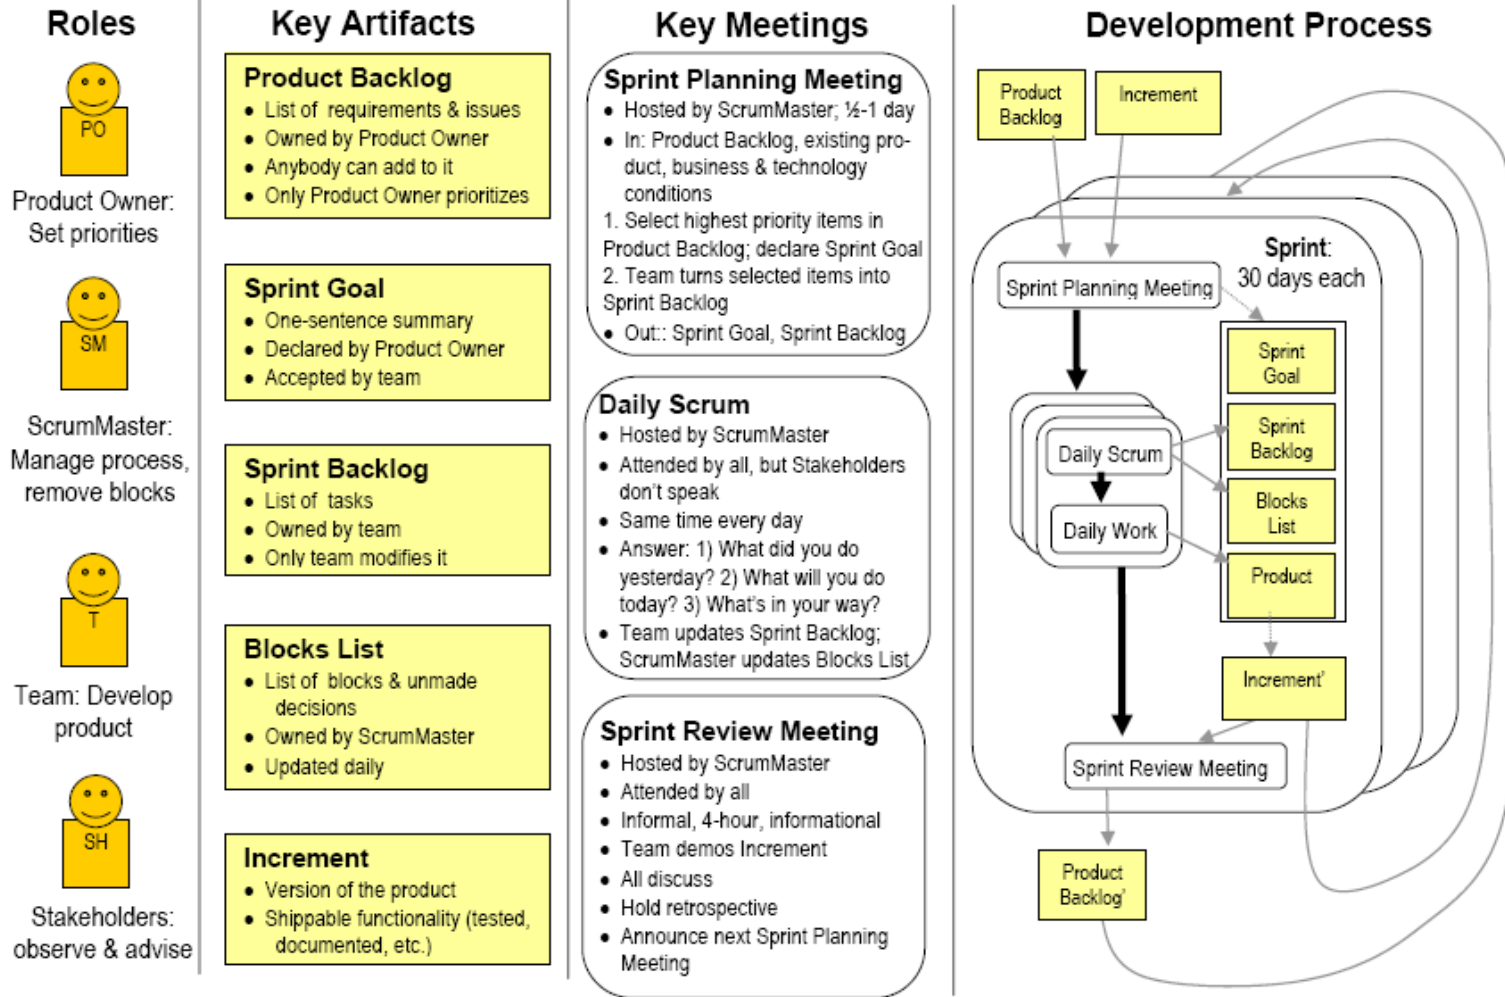 Roles
PO
Product Owner:
Set priorities
SM
ScrumMaster:
Manage process,
remove blocks
T
Team: Develop
product
SH
Stakeholders:
observe & advise
Key Artifacts
Product Backlog
• List of requirements & issues
• Owned by Product Owner
• Anybody can add to it
• Only Product Owner prioritizes
Sprint Goal
• One-sentence summary
• Declared by Product Owner
• Accepted by team
Sprint Backlog
• List of tasks
• Owned by team
• Only team modifies it
Blocks List
• List of blocks & unmade
decisions
• Owned by ScrumMaster
• Updated daily
Increment
• Version of the product
• Shippable functionality (tested,
documented, etc.)
Key Meetings
Sprint Planning Meeting
• Hosted by ScrumMaster; ½-1 day
• In: Product Backlog, existing pro-
duct, business & technology
conditions
1. Select highest priority items in
Product Backlog; declare Sprint Goal
2. Team turns selected items into
Sprint Backlog
• Out:: Sprint Goal, Sprint Backlog
Daily Scrum
• Hosted by ScrumMaster
• Attended by all, but Stakeholders
don't speak
• Same time every day
• Answer: 1) What did you do
yesterday? 2) What will you do
today? 3) What's in your way?
• Team updates Sprint Backlog;
ScrumMaster updates Blocks List
Sprint Review Meeting
• Hosted by ScrumMaster
• Attended by all
• Informal, 4-hour, informational
• Team demos Increment
• All discuss
• Hold retrospective
• Announce next Sprint Planning
Meeting
Development Process
Product
Backlog
Increment
Sprint:
30 days each
Sprint Planning Meeting
Sprint
Goal
Sprint
Backlog
Blocks
List
Product
Daily Scrum
Daily Work
Increment'
Sprint Review Meeting
Product
Backlog'